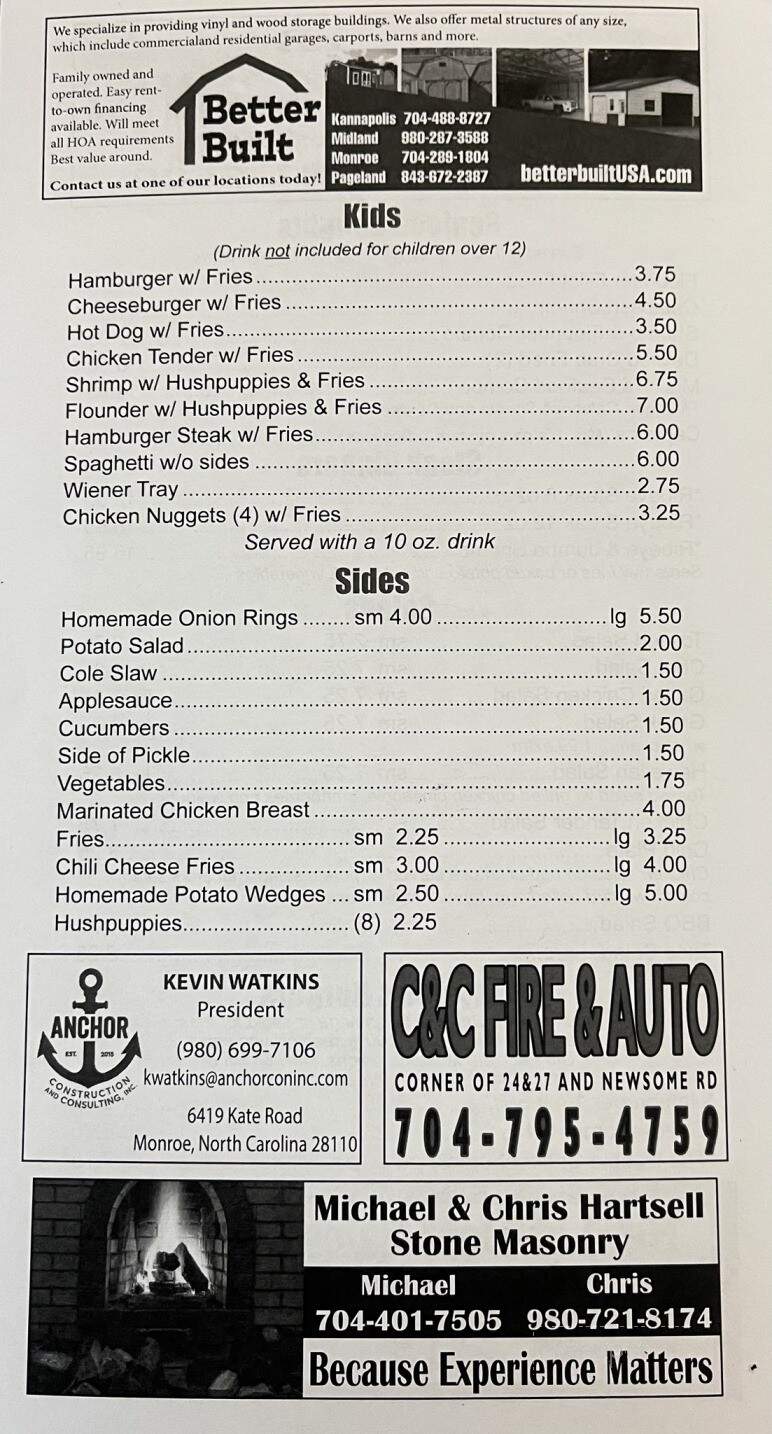 We specialize in providing vinyl and wood storage buildings. We also offer metal structures of any size,
which include commercialand residential garages, carports, barns and more.
Family owned and
operated. Easy rent-
to-own financing
available. Will meet
all HOA requirements
Best value around.
Contact us at one of our locations today!
Better
Built
Kannapolis 704-488-8727
Midland 980-287-3588
Monroe 704-289-1804
Pageland 843-672-2387
betterbuiltUSA.com
Kids
(Drink not included for children over 12)
Hamburger w/ Fries................................................................3.75
Cheeseburger w/ Fries ..........................................................4.50
Hot Dog w/ Fries....................................................................3.50
Chicken Tender w/ Fries ........................................................5.50
Shrimp w/ Hushpuppies & Fries ............................................6.75
Flounder w/ Hushpuppies & Fries .........................................7.00
Hamburger Steak w/ Fries.....................................................6.00
Spaghetti w/o sides ...............................................................6.00
Wiener Tray ...........................................................................2.75
Chicken Nuggets (4) w/ Fries ................................................3.25
Served with a 10 oz. drink
Sides
Homemade Onion Rings ........ sm 4.00 .............................lg 5.50
Potato Salad...........................................................................2.00
Cole Slaw ...............................................................................1.50
Applesauce.............................................................................1.50
Cucumbers .............................................................................1.50
Side of Pickle..........................................................................1.50
Vegetables..............................................................................1.75
Marinated Chicken Breast ......................................................4.00
Fries......................................... sm 2.25 ............................lg 3.25
Chili Cheese Fries ................... sm 3.00 ............................lg 4.00
Homemade Potato Wedges ... sm 2.50 ............................lg 5.00
Hushpuppies............................ (8) 2.25
ANCHOR
EST. 2015
CONSTRUCTION
AND CONSULTING, INC.
KEVIN WATKINS
President
(980) 699-7106
kwatkins@anchorconinc.com
6419 Kate Road
Monroe, North Carolina 28110
C&C FIRE & AUTO
CORNER OF 24&27 AND NEWSOME RD
704-795-4759
Michael & Chris Hartsell
Stone Masonry
Michael Chris
704-401-7505 980-721-8174
Because Experience Matters